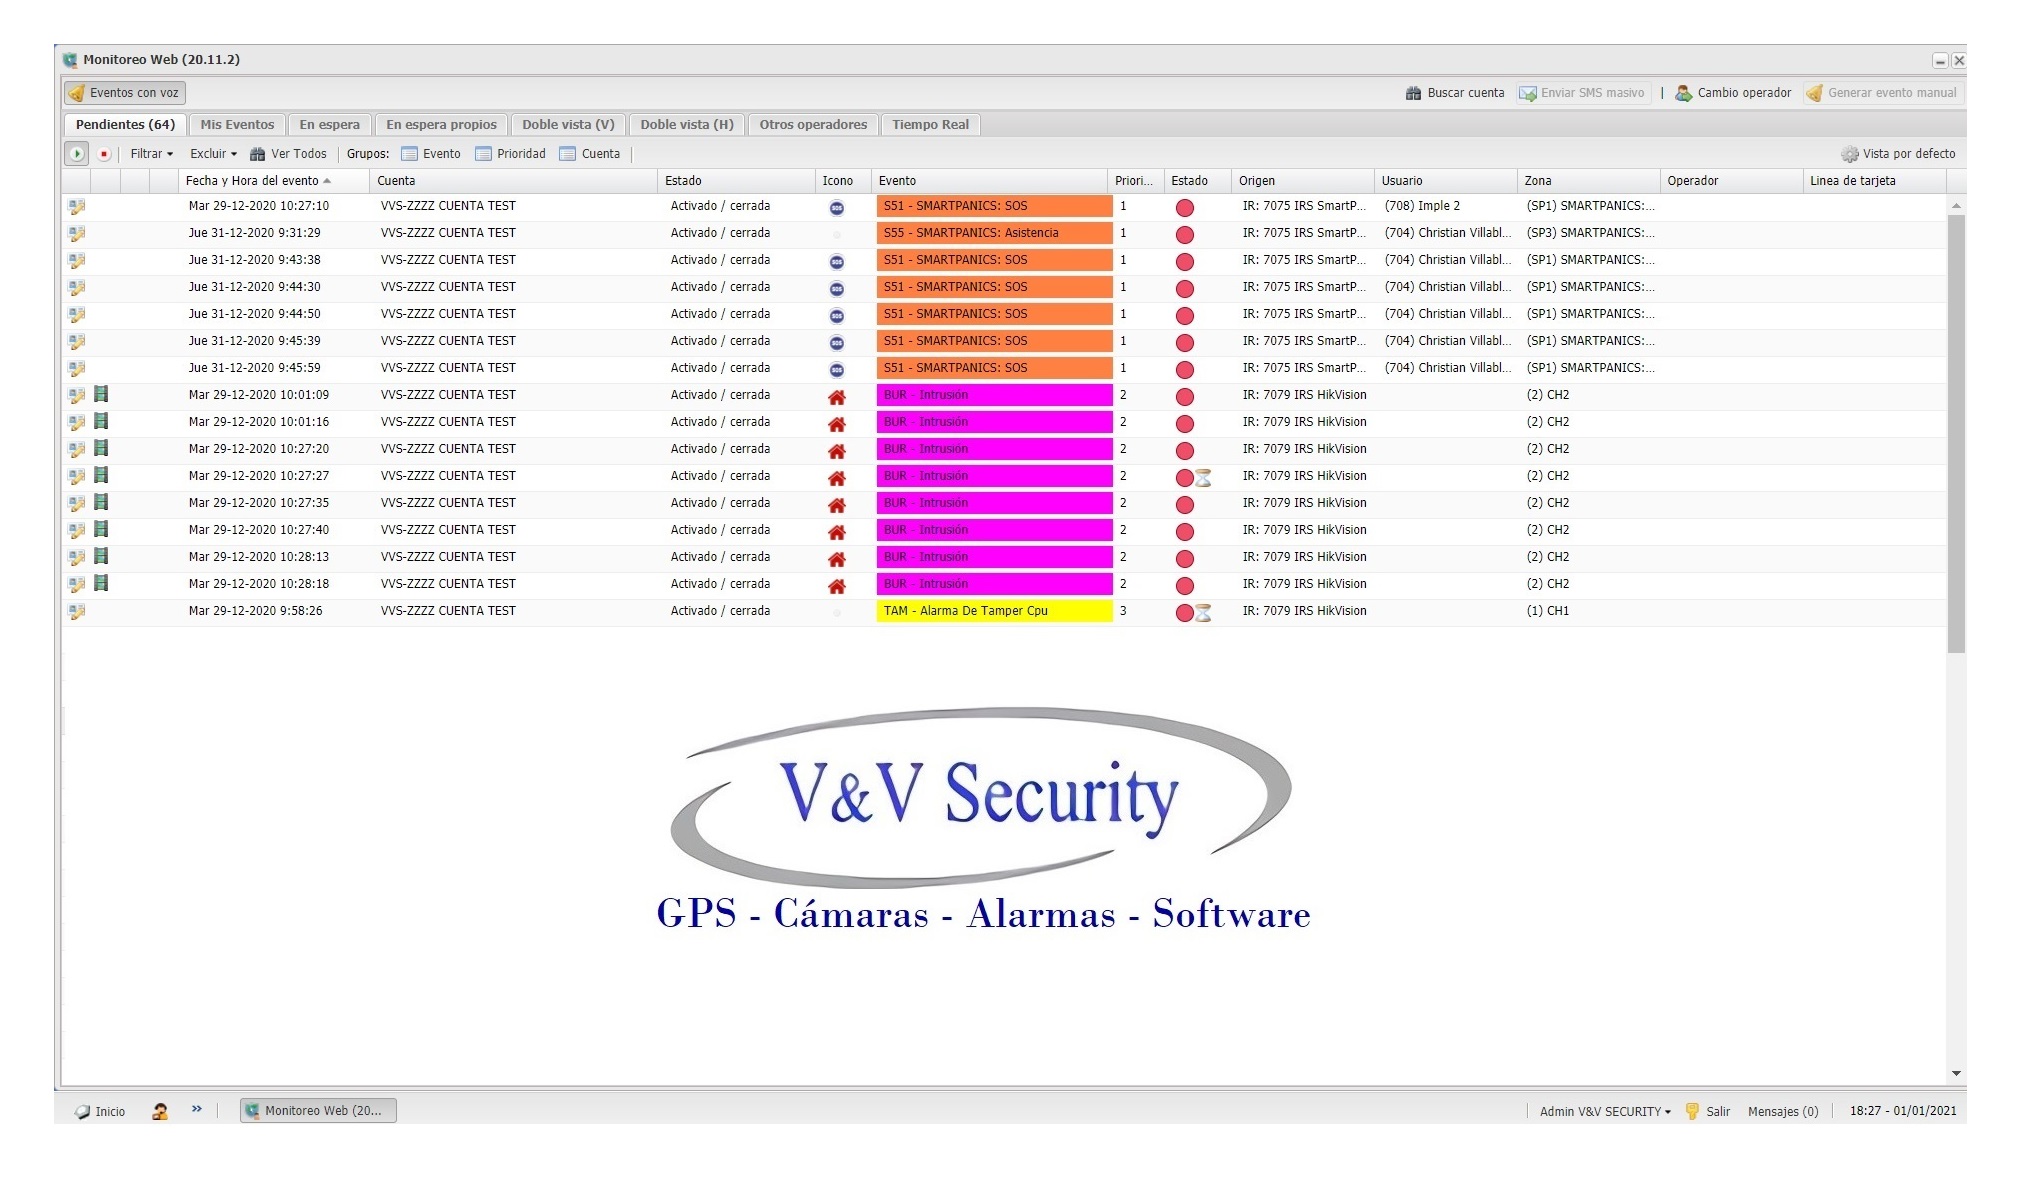 Monitoreo Web (20.11.2)
Eventos con voz Buscar cuenta Enviar SMS masivo | Cambio operador Generar evento manual
Pendientes (64) Mis Eventos En espera En espera propios Doble vista (V) Doble vista (H) Otros operadores Tiempo Real
Filtrar Excluir Ver Todos Grupos: Evento Prioridad Cuenta Vista por defecto
Fecha y Hora del evento Cuenta Estado Icono Evento Priori... Estado Origen Usuario Zona Operador Linea de tarjeta
Mar 29-12-2020 10:27:10 VVS-ZZZZ CUENTA TEST Activado / cerrada SOS S51 - SMARTPANICS: SOS 1 IR: 7075 IRS SmartP... (708) Imple 2 (SP1) SMARTPANICS:...
Jue 31-12-2020 9:31:29 VVS-ZZZZ CUENTA TEST Activado / cerrada S55 - SMARTPANICS: Asistencia 1 IR: 7075 IRS SmartP... (704) Christian Villabl... (SP3) SMARTPANICS:...
Jue 31-12-2020 9:43:38 VVS-ZZZZ CUENTA TEST Activado / cerrada SOS S51 - SMARTPANICS: SOS 1 IR: 7075 IRS SmartP... (704) Christian Villabl... (SP1) SMARTPANICS:...
Jue 31-12-2020 9:44:30 VVS-ZZZZ CUENTA TEST Activado / cerrada SOS S51 - SMARTPANICS: SOS 1 IR: 7075 IRS SmartP... (704) Christian Villabl... (SP1) SMARTPANICS:...
Jue 31-12-2020 9:44:50 VVS-ZZZZ CUENTA TEST Activado / cerrada SOS S51 - SMARTPANICS: SOS 1 IR: 7075 IRS SmartP... (704) Christian Villabl... (SP1) SMARTPANICS:...
Jue 31-12-2020 9:45:39 VVS-ZZZZ CUENTA TEST Activado / cerrada SOS S51 - SMARTPANICS: SOS 1 IR: 7075 IRS SmartP... (704) Christian Villabl... (SP1) SMARTPANICS:...
Jue 31-12-2020 9:45:59 VVS-ZZZZ CUENTA TEST Activado / cerrada SOS S51 - SMARTPANICS: SOS 1 IR: 7075 IRS SmartP... (704) Christian Villabl... (SP1) SMARTPANICS:...
Mar 29-12-2020 10:01:09 VVS-ZZZZ CUENTA TEST Activado / cerrada BUR - Intrusión 2 IR: 7079 IRS HikVision (2) CH2
Mar 29-12-2020 10:01:16 VVS-ZZZZ CUENTA TEST Activado / cerrada BUR - Intrusión 2 IR: 7079 IRS HikVision (2) CH2
Mar 29-12-2020 10:27:20 VVS-ZZZZ CUENTA TEST Activado / cerrada BUR - Intrusión 2 IR: 7079 IRS HikVision (2) CH2
Mar 29-12-2020 10:27:27 VVS-ZZZZ CUENTA TEST Activado / cerrada BUR - Intrusión 2 IR: 7079 IRS HikVision (2) CH2
Mar 29-12-2020 10:27:35 VVS-ZZZZ CUENTA TEST Activado / cerrada BUR - Intrusión 2 IR: 7079 IRS HikVision (2) CH2
Mar 29-12-2020 10:27:40 VVS-ZZZZ CUENTA TEST Activado / cerrada BUR - Intrusión 2 IR: 7079 IRS HikVision (2) CH2
Mar 29-12-2020 10:28:13 VVS-ZZZZ CUENTA TEST Activado / cerrada BUR - Intrusión 2 IR: 7079 IRS HikVision (2) CH2
Mar 29-12-2020 10:28:18 VVS-ZZZZ CUENTA TEST Activado / cerrada BUR - Intrusión 2 IR: 7079 IRS HikVision (2) CH2
Mar 29-12-2020 9:58:26 VVS-ZZZZ CUENTA TEST Activado / cerrada TAM - Alarma De Tamper Cpu 3 IR: 7079 IRS HikVision (1) CH1
V&V Security
GPS - Cámaras - Alarmas - Software
Inicio » Monitoreo Web (20... Admin V&V SECURITY Salir Mensajes (0) 18:27 - 01/01/2021